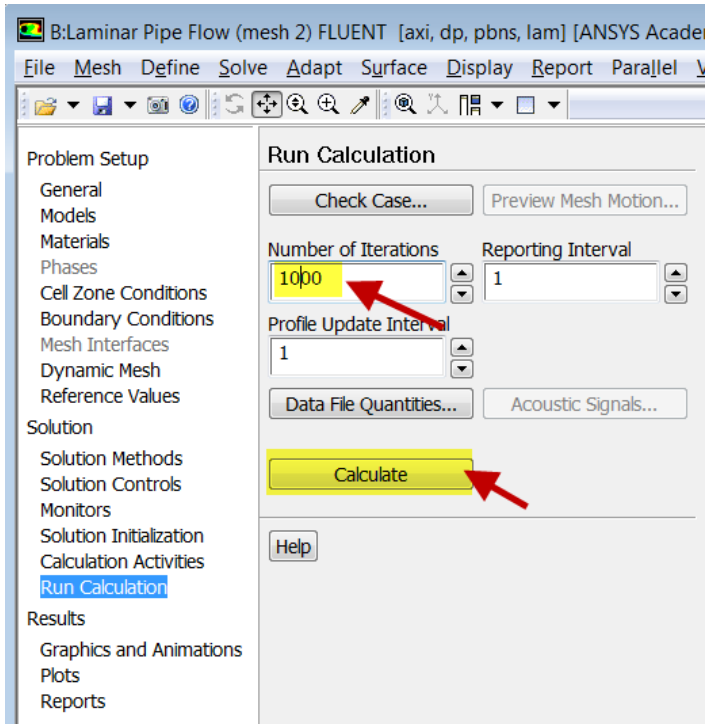 B:Laminar Pipe Flow (mesh 2) FLUENT [axi, dp, pbns, lam] [ANSYS Acade
File Mesh Define Solve Adapt Surface Display Report Parallel V
Problem Setup
General
Models
Materials
Phases
Cell Zone Conditions
Boundary Conditions
Mesh Interfaces
Dynamic Mesh
Reference Values
Solution
Solution Methods
Solution Controls
Monitors
Solution Initialization
Calculation Activities
Run Calculation
Results
Graphics and Animations
Plots
Reports
Run Calculation
Check Case... Preview Mesh Motion...
Number of Iterations Reporting Interval
1000 1
Profile Update Interval
1
Data File Quantities... Acoustic Signals...
Calculate
Help